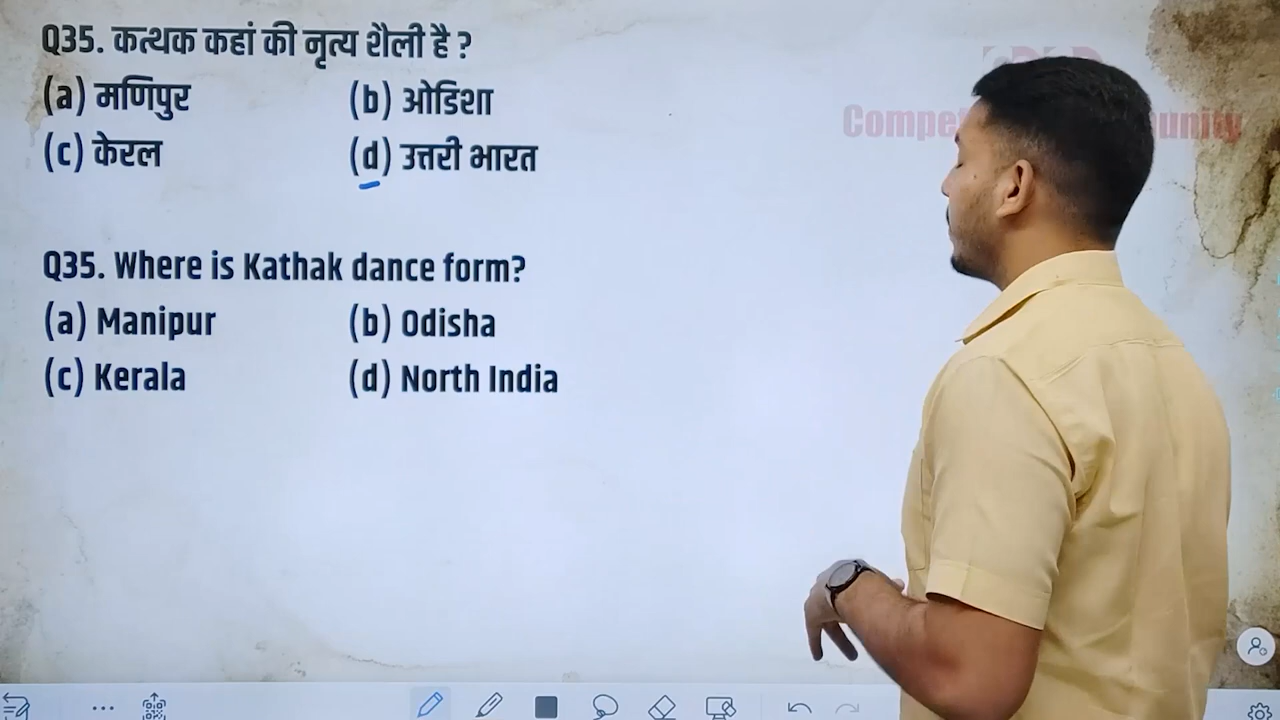 Q35. कत्थक कहां की नृत्य शैली है ?
(a) मणिपुर (b) ओडिशा
(c) केरल (d) उत्तरी भारत
Q35. Where is Kathak dance form?
(a) Manipur (b) Odisha
(c) Kerala (d) North India